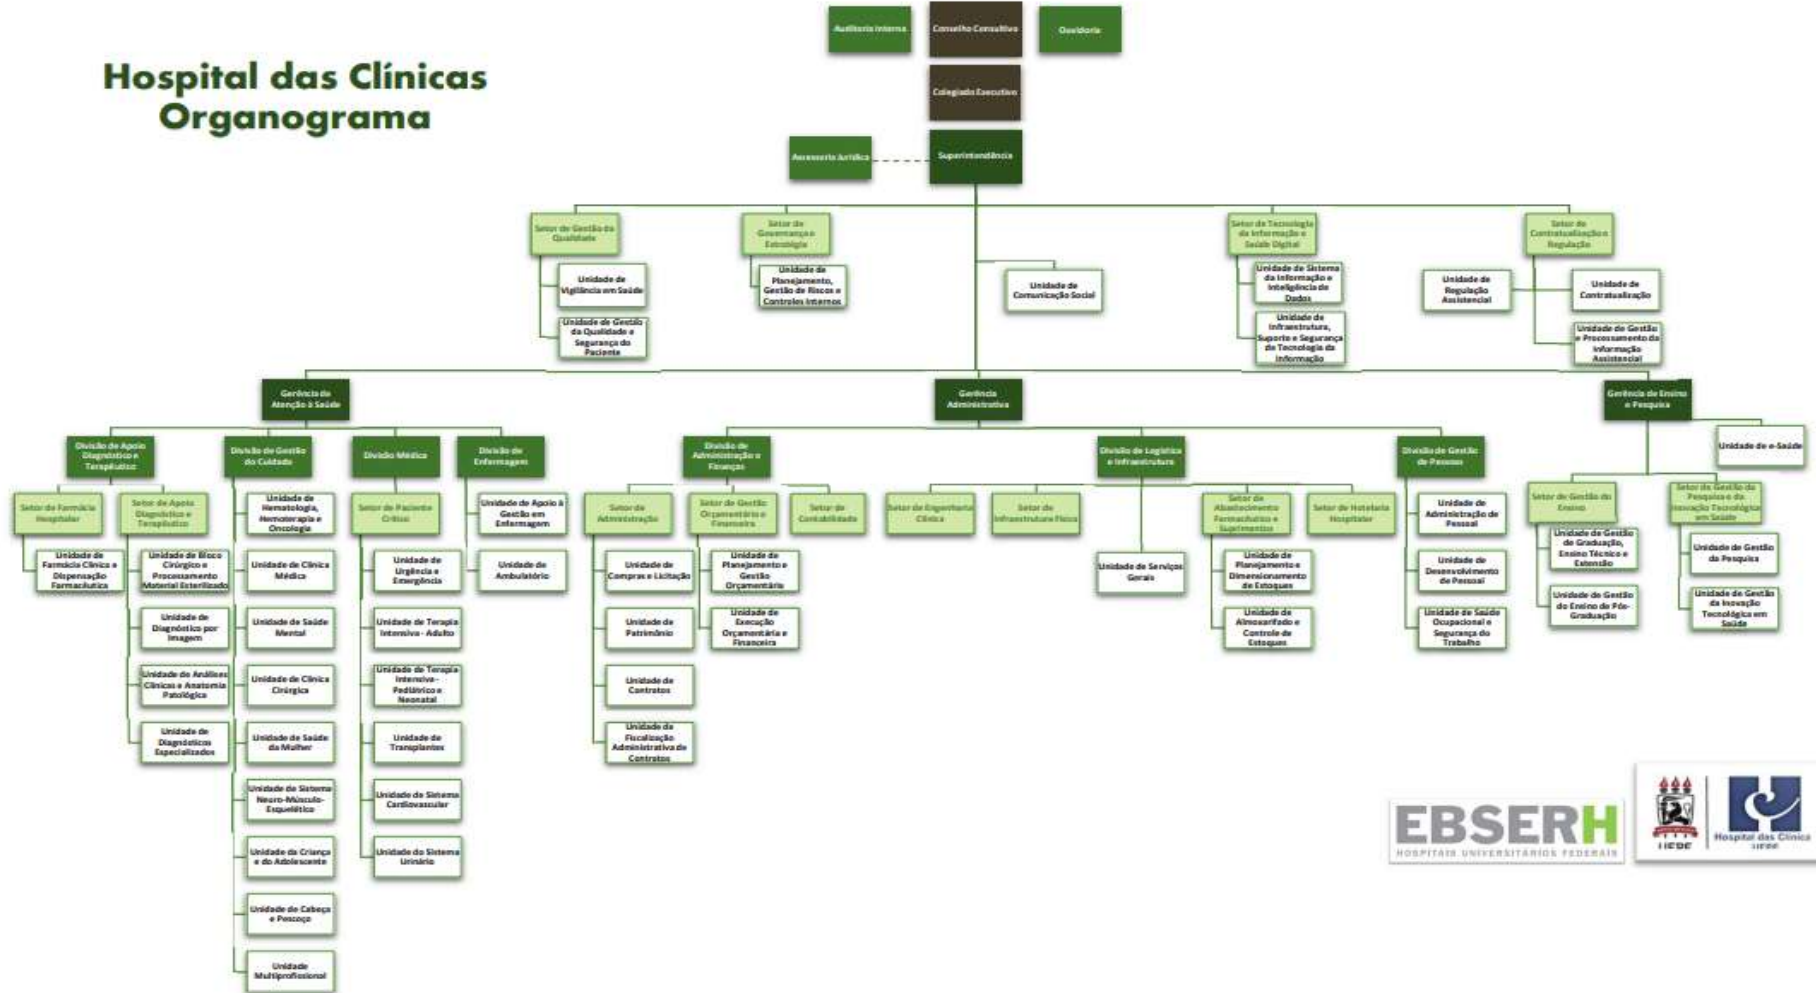 Hospital das Clínicas
Organograma
Auditoria Interna
Conselho Consultivo
Ouvidoria
Colegiado Executivo
Assessoria Jurídica
Superintendência
Setor de Gestão da
Qualidade
Setor de
Governança e
Estratégia
Setor de Tecnologia
da Informação e
Saúde Digital
Setor de
Contratualização e
Regulação
Unidade de
Vigilância em Saúde
Unidade de Gestão
da Qualidade e
Segurança do
Paciente
Unidade de
Planejamento,
Gestão de Riscos e
Controles Internos
Unidade de
Comunicação Social
Unidade de Sistema
da Informação e
Inteligência de
Dados
Unidade de
Infraestrutura,
Suporte e Segurança
de Tecnologia da
Informação
Unidade de
Regulação
Assistencial
Unidade de
Contratualização
Unidade de Gestão
e Processamento da
Informação
Assistencial
Gerência de
Atenção à Saúde
Gerência
Administrativa
Gerência de Ensino
e Pesquisa
Unidade de e-Saúde
Divisão de Apoio
Diagnóstico e
Terapêutico
Divisão de Gestão
do Cuidado
Divisão Médica
Divisão de
Enfermagem
Divisão de
Administração e
Finanças
Divisão de Logística
e Infraestrutura
Divisão de Gestão
de Pessoas
Setor de Farmácia
Hospitalar
Unidade de
Farmácia Clínica e
Dispensação
Farmacêutica
Setor de Apoio
Diagnóstico e
Terapêutico
Unidade de Bloco
Cirúrgico e
Processamento
Material Esterilizado
Unidade de
Diagnóstico por
Imagem
Unidade de Análises
Clínicas e Anatomia
Patológica
Unidade de
Diagnósticos
Especializados
Unidade de
Hematologia,
Hemoterapia e
Oncologia
Unidade de Clínica
Médica
Unidade de Saúde
Mental
Unidade de Clínica
Cirúrgica
Unidade de Saúde
da Mulher
Unidade de Sistema
Neuro-Músculo-
Esquelético
Unidade da Criança
e do Adolescente
Unidade de Cabeça
e Pescoço
Unidade
Multiprofissional
Setor de Paciente
Crítico
Unidade de
Urgência e
Emergência
Unidade de Terapia
Intensiva - Adulto
Unidade de Terapia
Intensiva -
Pediátrico e
Neonatal
Unidade de
Transplantes
Unidade do Sistema
Cardiovascular
Unidade do Sistema
Urinário
Unidade de Apoio à
Gestão em
Enfermagem
Unidade de
Ambulatório
Setor de
Administração
Unidade de
Compras e Licitação
Unidade de
Patrimônio
Unidade de
Contratos
Unidade de
Fiscalização
Administrativa de
Contratos
Setor de Gestão
Orçamentária e
Financeira
Unidade de
Planejamento e
Gestão
Orçamentária
Unidade de
Execução
Orçamentária e
Financeira
Setor de
Contabilidade
Setor de Engenharia
Clínica
Setor de
Infraestrutura Física
Unidade de Serviços
Gerais
Setor de
Abastecimento
Farmacêutico e
Suprimentos
Unidade de
Planejamento e
Dimensionamento
de Estoques
Unidade de
Almoxarifado e
Controle de
Estoques
Setor de Hotelaria
Hospitalar
Unidade de
Administração de
Pessoal
Unidade de
Desenvolvimento
de Pessoal
Unidade de Saúde
Ocupacional e
Segurança do
Trabalho
Setor de Gestão do
Ensino
Unidade de Gestão
de Graduação,
Ensino Técnico e
Extensão
Unidade de Gestão
do Ensino de Pós-
Graduação
Setor de Gestão da
Pesquisa e da
Inovação Tecnológica
em Saúde
Unidade de Gestão
da Pesquisa
Unidade de Gestão
da Inovação
Tecnológica em
Saúde
EBSERH
HOSPITAIS UNIVERSITÁRIOS FEDERAIS
UFPE
Hospital das Clínica
UFPE